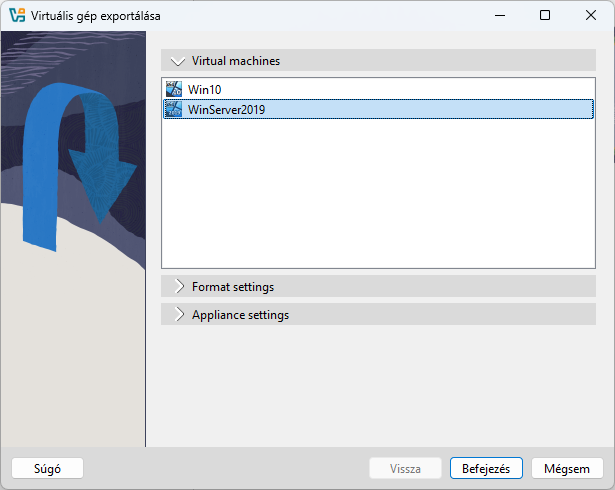 Virtuális gép exportálása
Virtual machines
Win10
WinServer2019
Format settings
Appliance settings
Súgó
Vissza
Befejezés
Mégsem